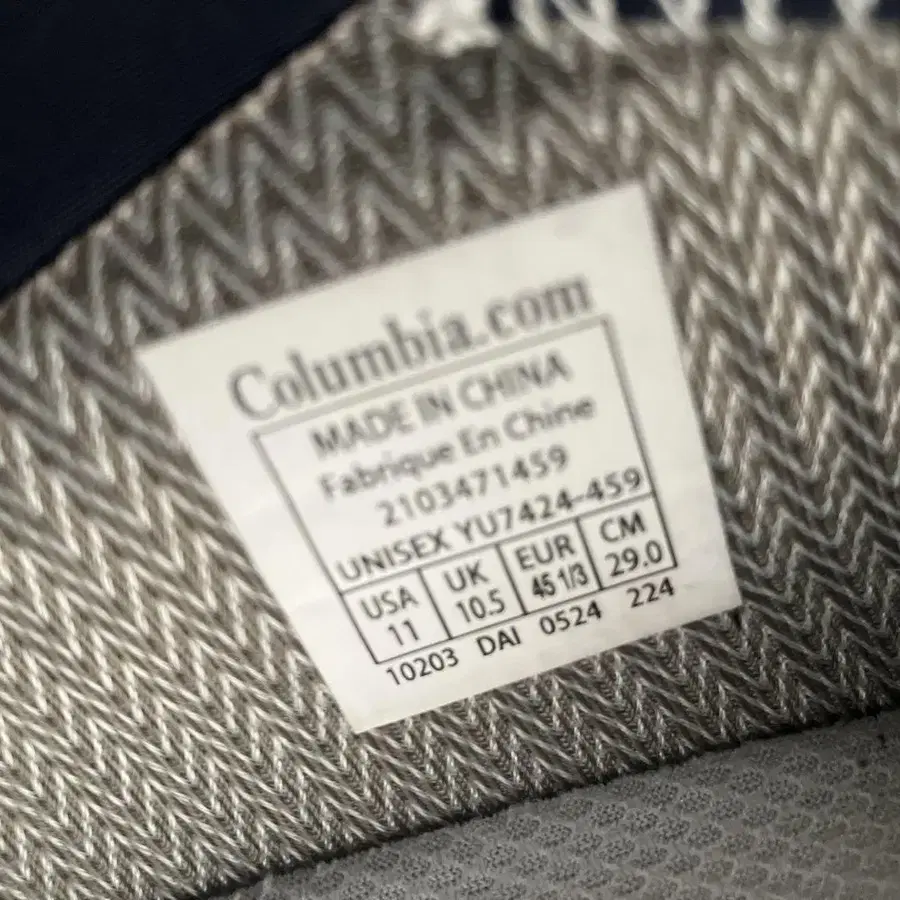 Columbia.com
MADE IN CHINA
Fabrique En Chine
2103471459
UNISEX YU7424-459
USA UK EUR CM
11 10.5 45 1/3 29.0
10203 DAI 0524 224